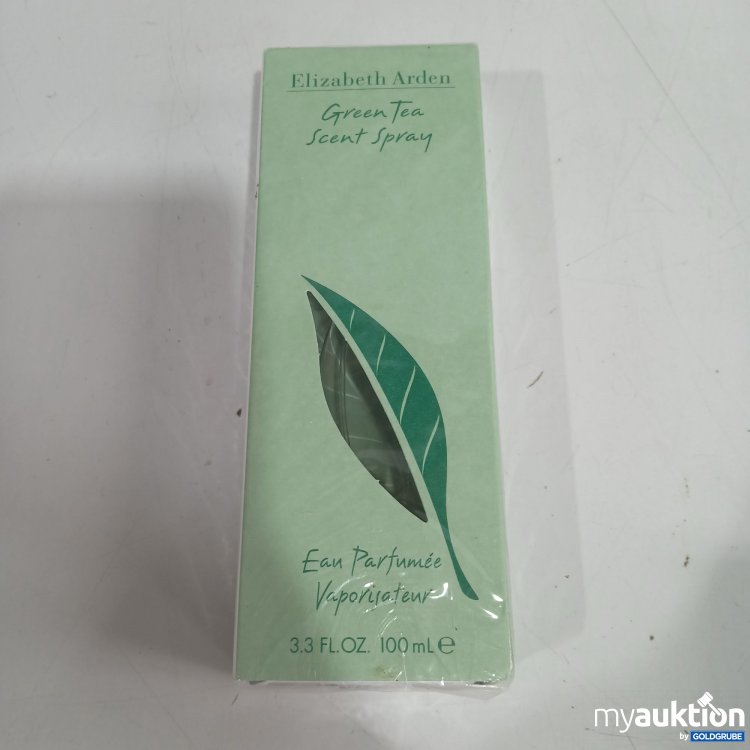 Elizabeth Arden
Green Tea
Scent Spray
Eau Parfumée
Vaporisateur
3.3 FL.OZ. 100 mL ℮
myauktion
by GOLDGRUBE